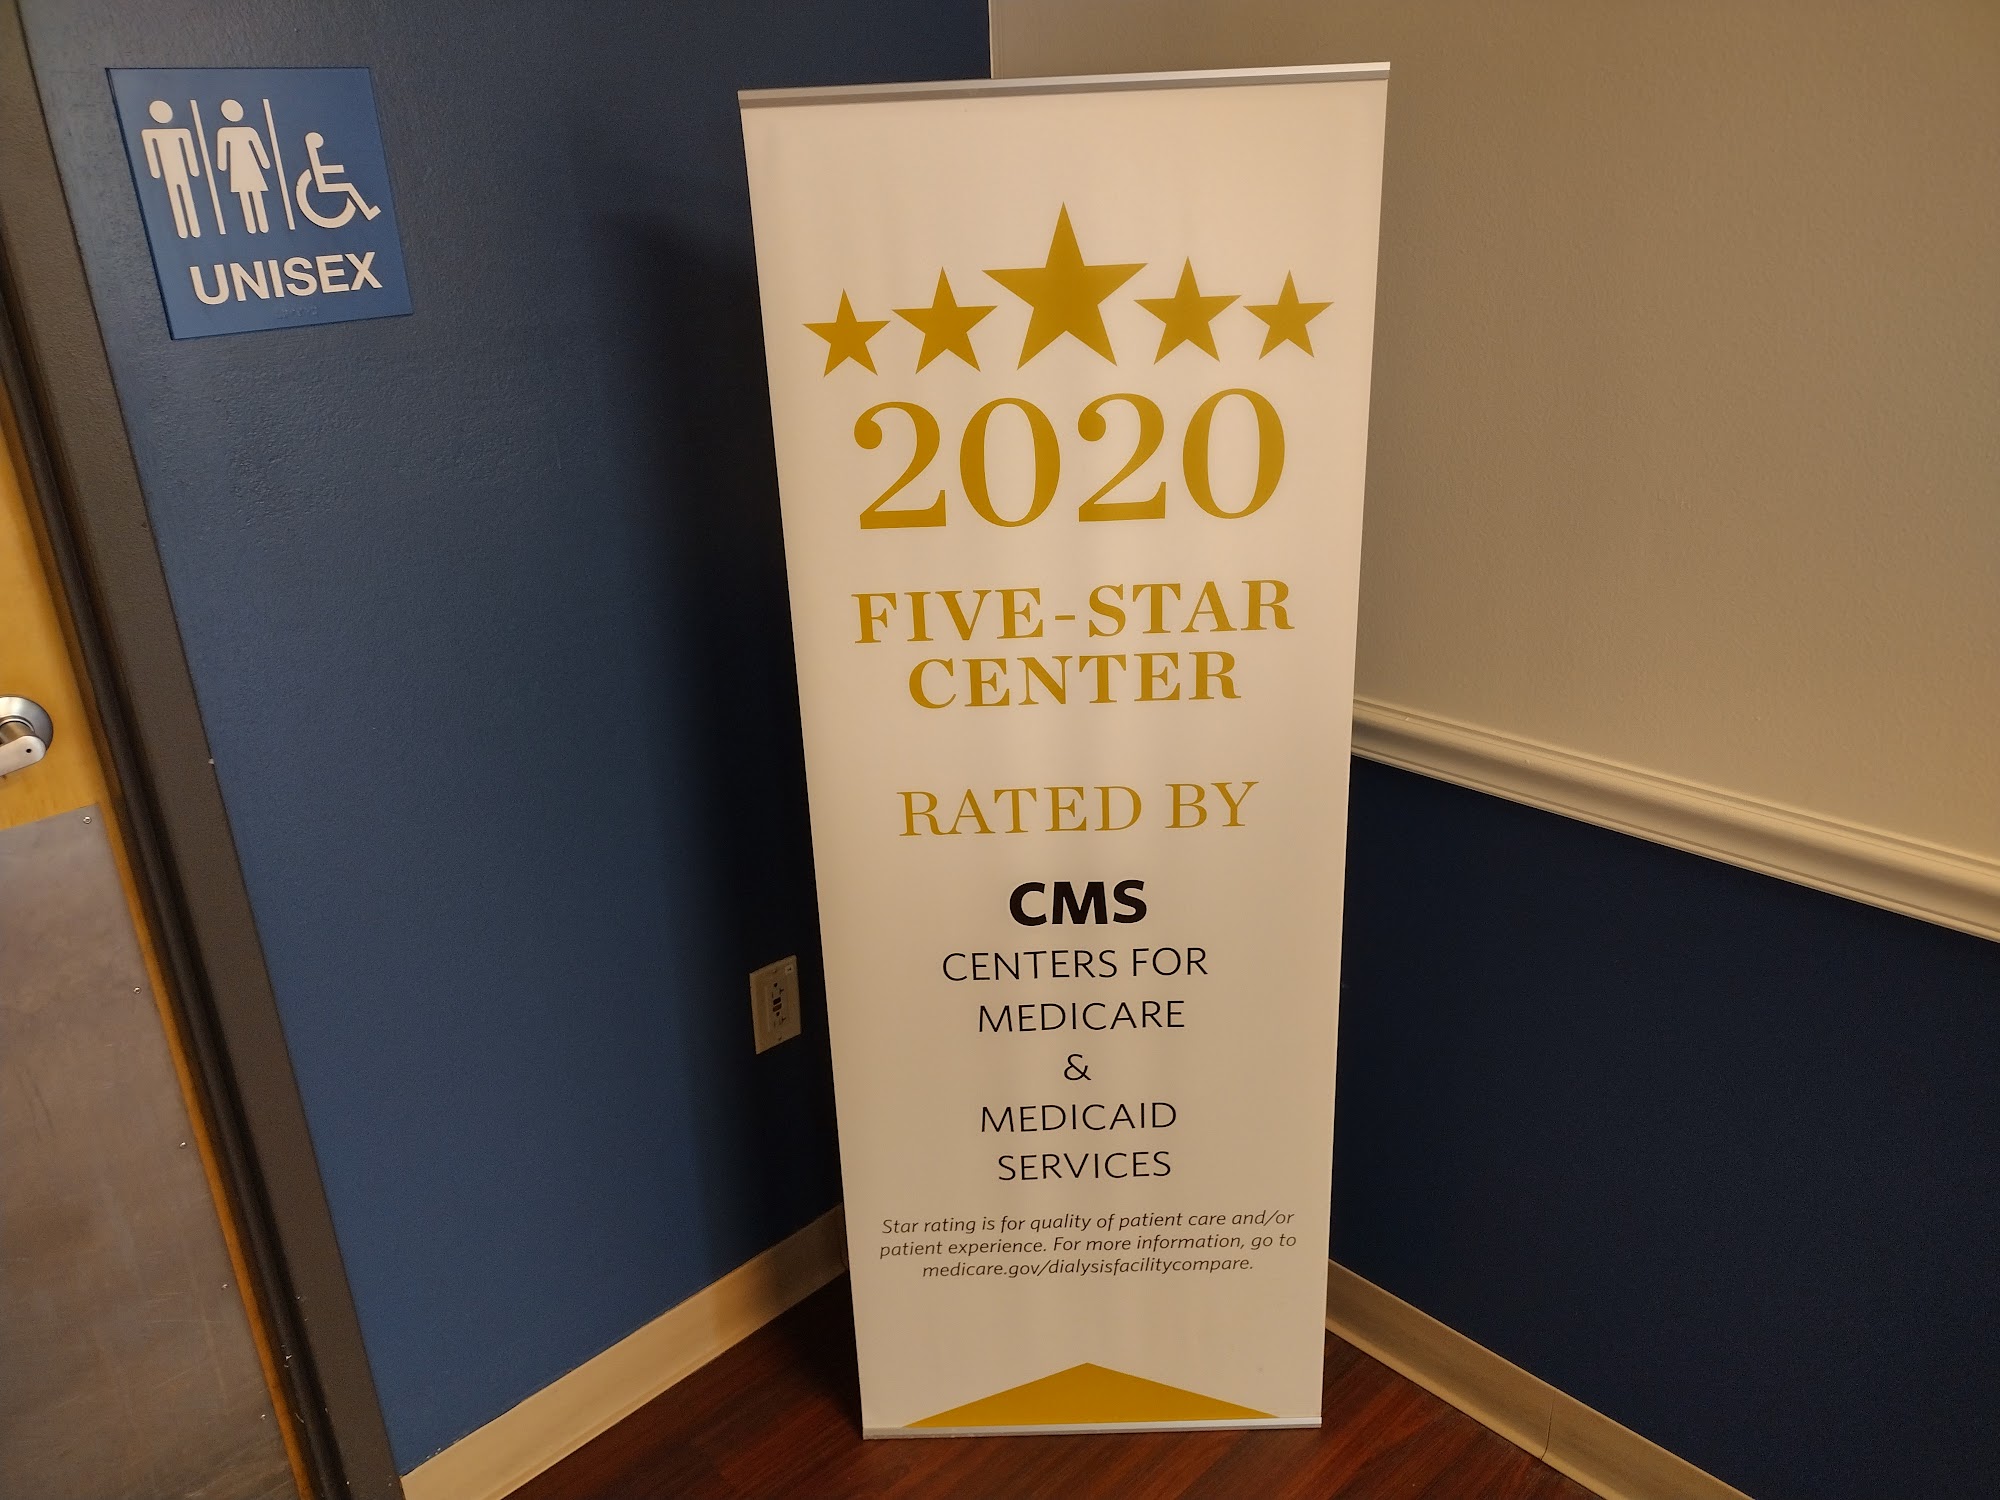 UNISEX
2020
FIVE-STAR
CENTER
RATED BY
CMS
CENTERS FOR
MEDICARE
&
MEDICAID
SERVICES
Star rating is for quality of patient care and/or
patient experience. For more information, go to
medicare.gov/dialysisfacilitycompare.